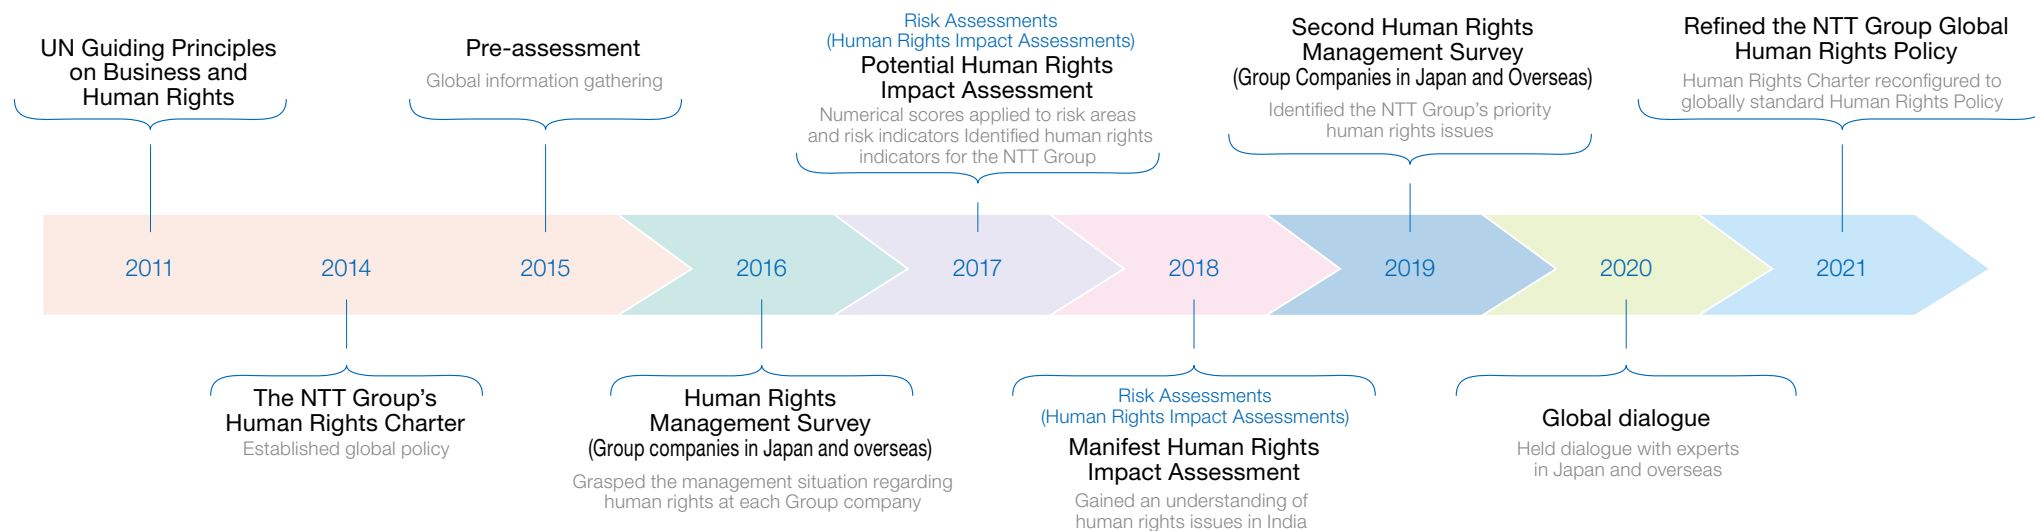 UN Guiding Principles
on Business and
Human Rights
Pre-assessment
Global information gathering
Risk Assessments
(Human Rights Impact Assessments)
Potential Human Rights
Impact Assessment
Numerical scores applied to risk areas
and risk indicators Identified human rights
indicators for the NTT Group
Second Human Rights
Management Survey
(Group Companies in Japan and Overseas)
Identified the NTT Group's priority
human rights issues
Refined the NTT Group Global
Human Rights Policy
Human Rights Charter reconfigured to
globally standard Human Rights Policy
2011
2014
2015
2016
2017
2018
2019
2020
2021
The NTT Group's
Human Rights Charter
Established global policy
Human Rights
Management Survey
(Group companies in Japan and overseas)
Grasped the management situation regarding
human rights at each Group company
Risk Assessments
(Human Rights Impact Assessments)
Manifest Human Rights
Impact Assessment
Gained an understanding of
human rights issues in India
Global dialogue
Held dialogue with experts
in Japan and overseas